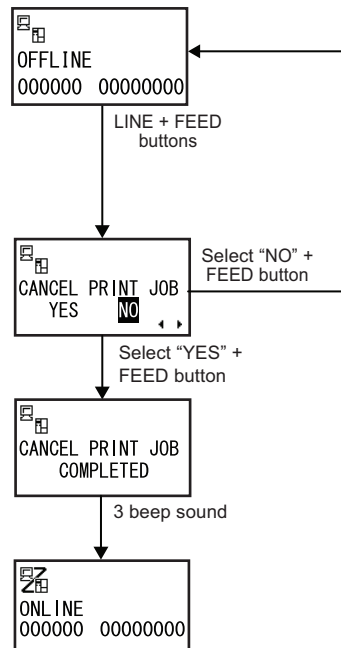 OFFLINE
000000 00000000
LINE + FEED
buttons
CANCEL PRINT JOB
YES NO
Select “NO” +
FEED button
Select “YES” +
FEED button
CANCEL PRINT JOB
COMPLETED
3 beep sound
ONLINE
000000 00000000